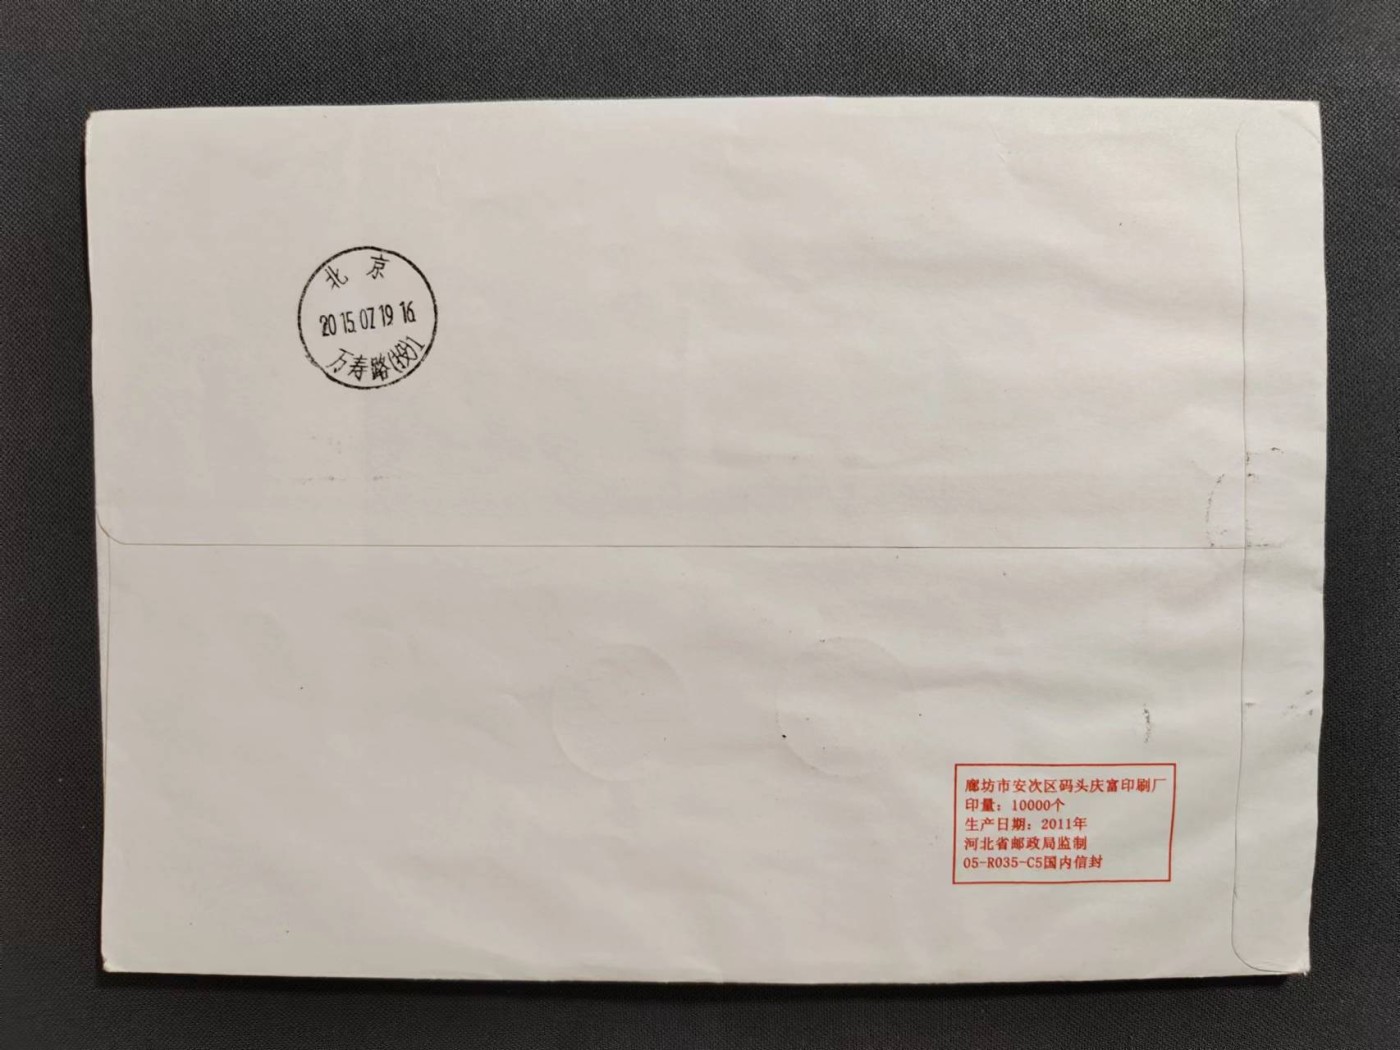 北京
2015.07.19 16
万寿路(投)1
廊坊市安次区码头庆富印刷厂
印量：10000个
生产日期：2011年
河北省邮政局监制
05-R035-C5国内信封